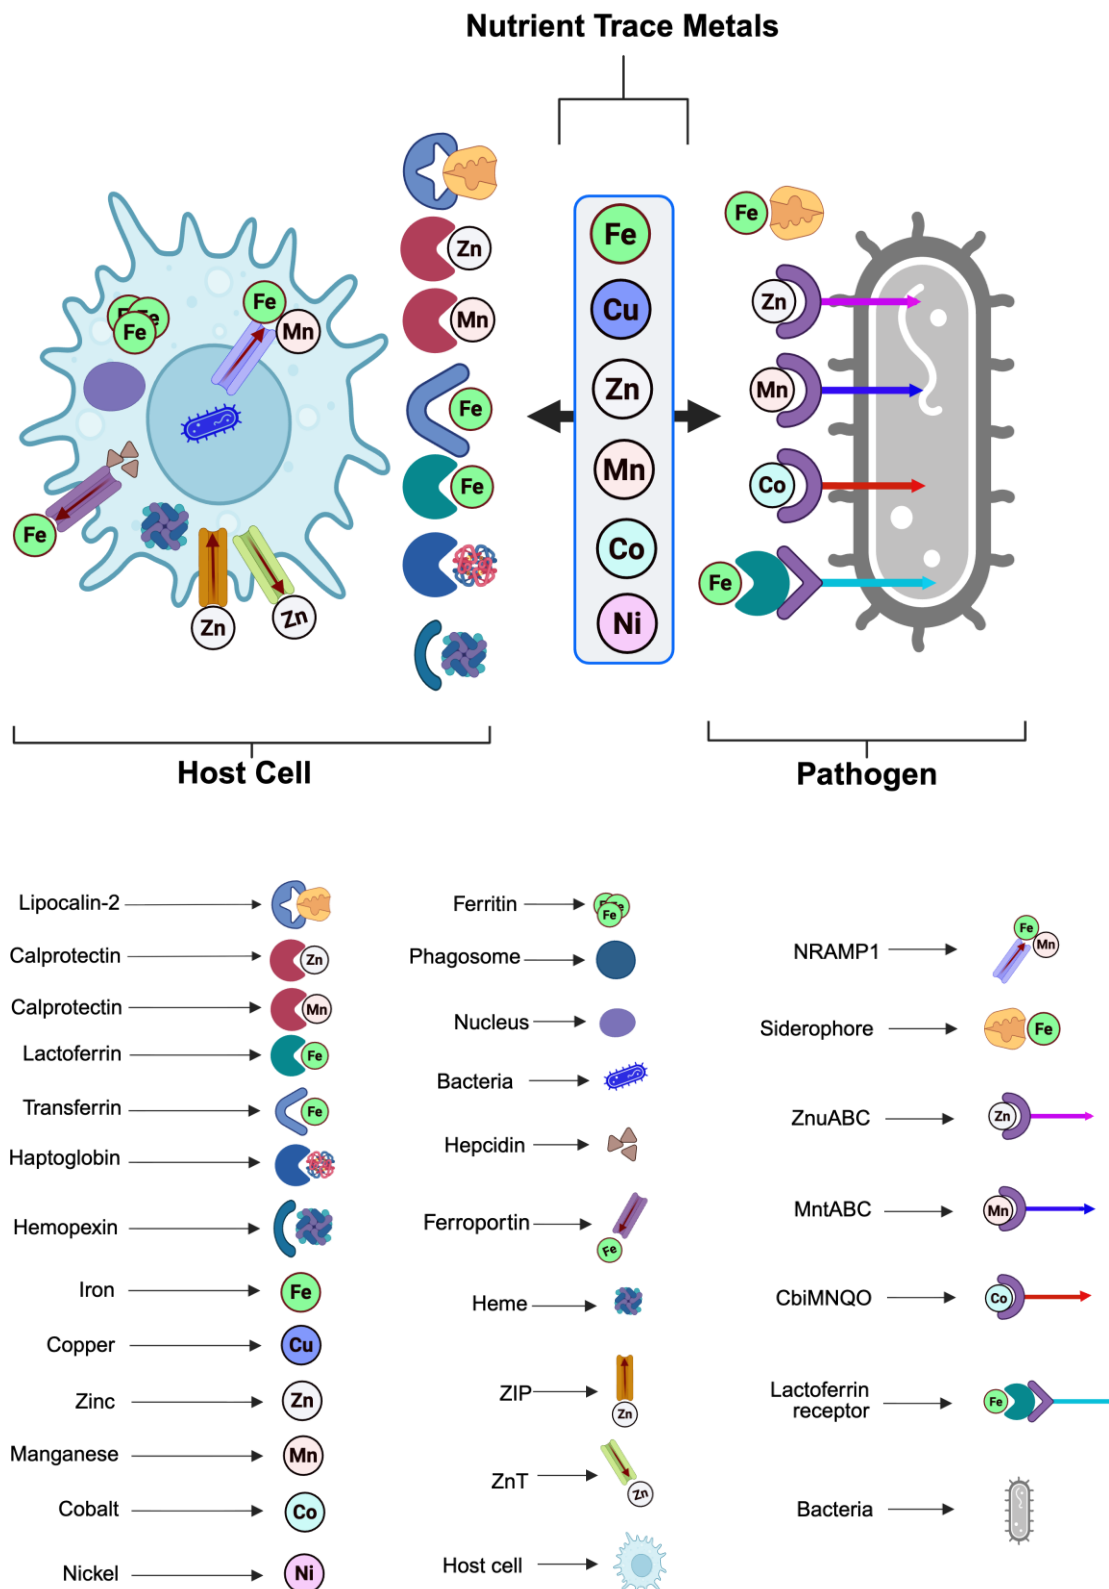 Nutrient Trace Metals
Zn
Mn
Fe
Fe
Fe
Cu
Zn
Mn
Co
Ni
Fe
Zn
Mn
Co
Fe
Fe
Mn
Fe
Fe
Fe
Zn
Zn
Host Cell
Pathogen
Lipocalin-2
Calprotectin Zn
Calprotectin Mn
Lactoferrin Fe
Transferrin Fe
Haptoglobin
Hemopexin
Iron Fe
Copper Cu
Zinc Zn
Manganese Mn
Cobalt Co
Nickel Ni
Ferritin Fe
Phagosome
Nucleus
Bacteria
Hepcidin
Ferroportin Fe
Heme
ZIP Zn
ZnT Zn
Host cell
NRAMP1 Fe Mn
Siderophore Fe
ZnuABC Zn
MntABC Mn
CbiMNQO Co
Lactoferrin
receptor Fe
Bacteria